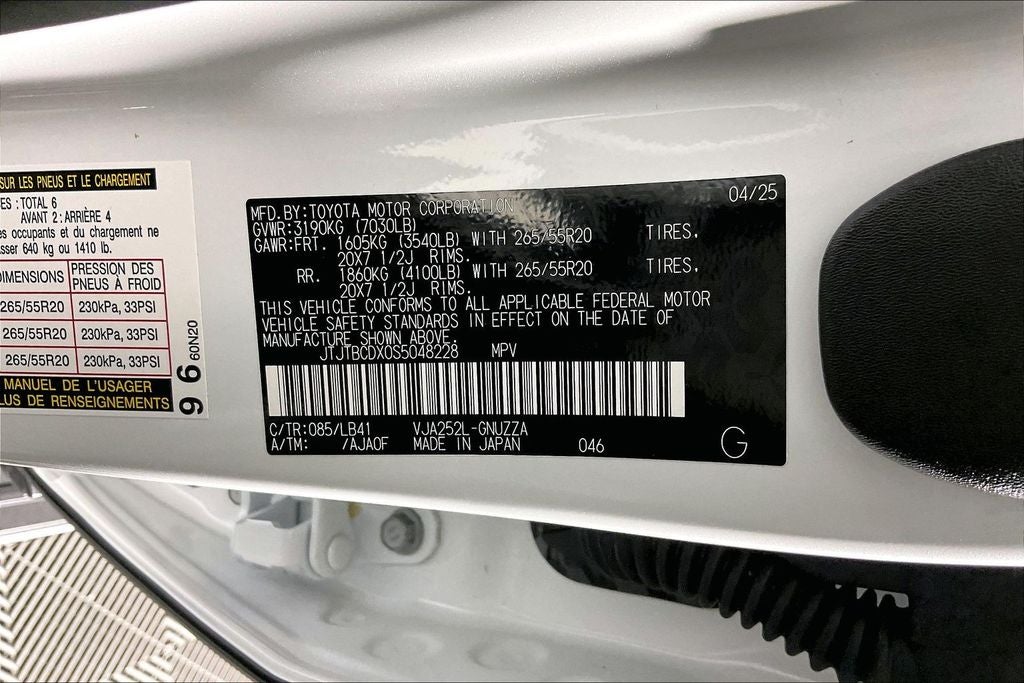 SUR LES PNEUS ET LE CHARGEMENT
ES : TOTAL 6
AVANT 2 : ARRIÈRE 4
es occupants et du chargement ne
asser 640 kg ou 1410 lb.
DIMENSIONS PRESSION DES PNEUS À FROID
265/55R20 230kPa, 33PSI
265/55R20 230kPa, 33PSI
265/55R20 230kPa, 33PSI
MANUEL DE L'USAGER
LUS DE RENSEIGNEMENTS
96 60N20
04/25
MFD.BY:TOYOTA MOTOR CORPORATION
GVWR:3190KG (7030LB)
GAWR:FRT. 1605KG (3540LB) WITH 265/55R20 TIRES.
20X7 1/2J RIMS.
RR. 1860KG (4100LB) WITH 265/55R20 TIRES.
20X7 1/2J RIMS.
THIS VEHICLE CONFORMS TO ALL APPLICABLE FEDERAL MOTOR
VEHICLE SAFETY STANDARDS IN EFFECT ON THE DATE OF
MANUFACTURE SHOWN ABOVE.
JTJTBCDX0S5048228 MPV
C/TR:085/LB41 VJA252L-GNUZZA
A/TM: /AJA0F MADE IN JAPAN 046
G